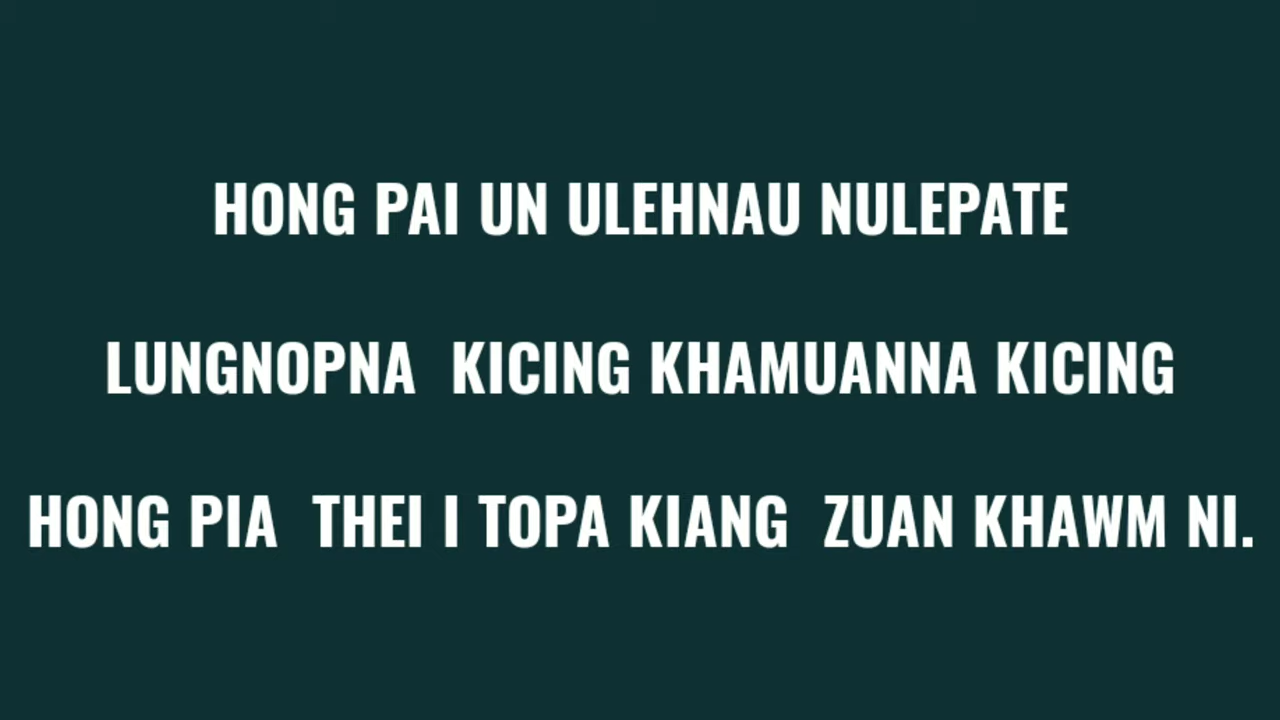 HONG PAI UN ULEHNAU NULEPATE
LUNGNOPNA KICING KHAMUANNA KICING
HONG PIA THEI I TOPA KIANG ZUAN KHAWM NI.